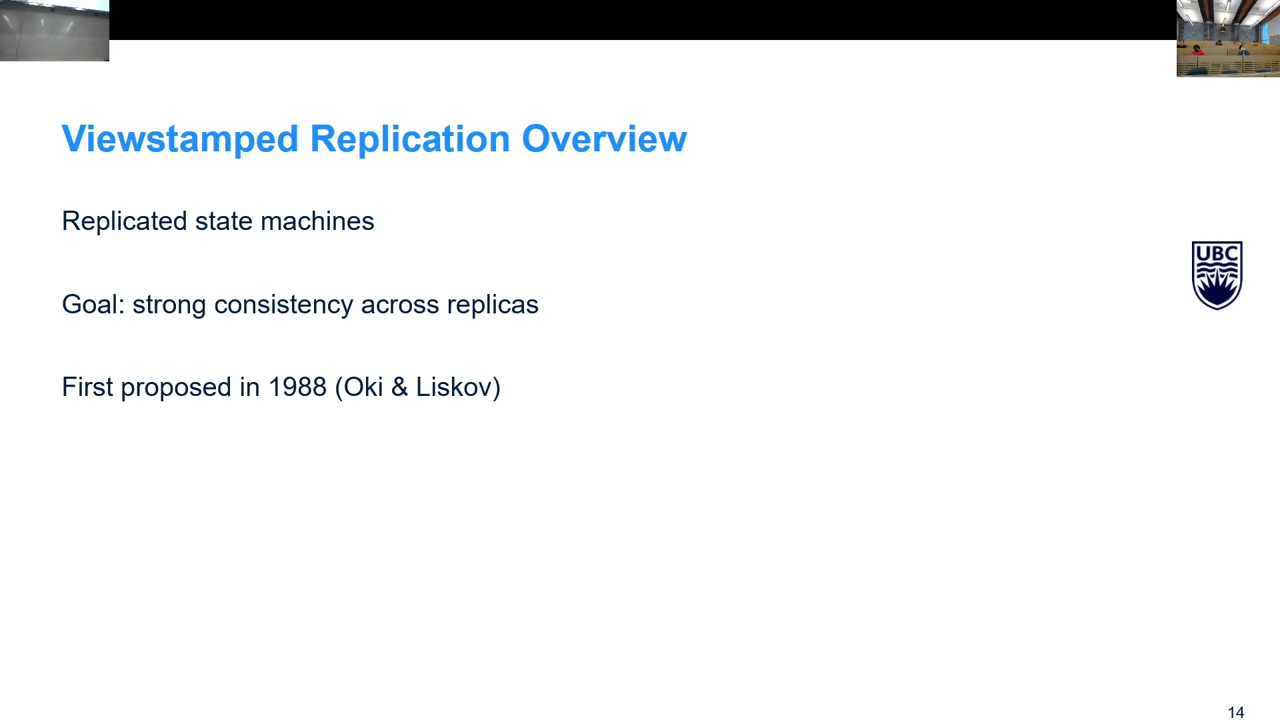 Viewstamped Replication Overview
Replicated state machines
UBC
Goal: strong consistency across replicas
First proposed in 1988 (Oki & Liskov)
14